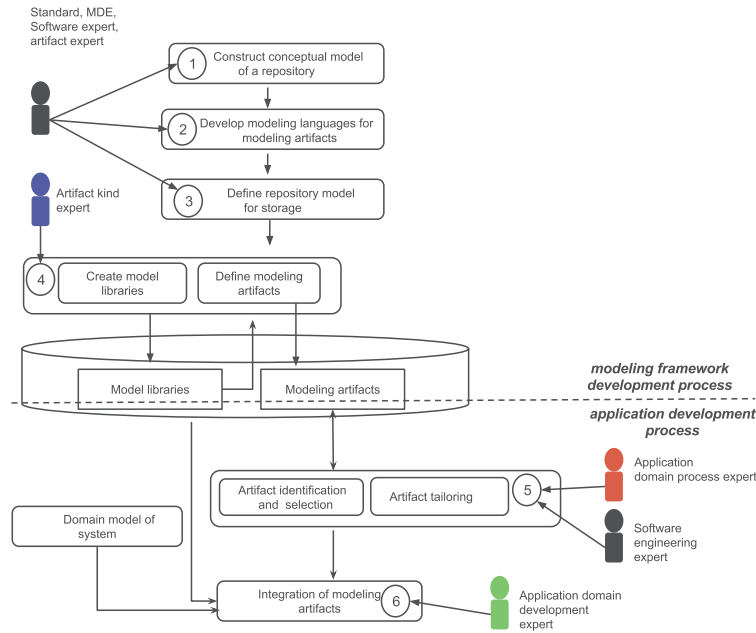 Standard, MDE,
Software expert,
artifact expert
1
Construct conceptual model
of a repository
2
Develop modeling languages for
modeling artifacts
Artifact kind
expert
3
Define repository model
for storage
4
Create model
libraries
Define modeling
artifacts
Model libraries
Modeling artifacts
modeling framework
development process
application development
process
Artifact identification
and selection
Artifact tailoring
5
Application
domain process expert
Domain model of
system
Software
engineering
expert
Integration of modeling
artifacts
6
Application domain
development
expert